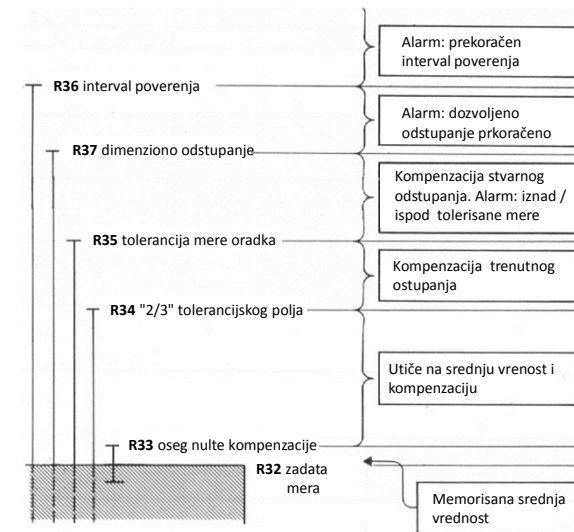 Alarm: prekoračen
interval poverenja
R36 interval poverenja
Alarm: dozvoljeno
odstupanje prkoračeno
R37 dimenziono odstupanje
Kompenzacija stvarnog
odstupanja. Alarm: iznad /
ispod tolerisane mere
R35 tolerancija mere oradka
Kompenzacija trenutnog
ostupanja
R34 "2/3" tolerancijskog polja
Utiče na srednju vrenost i
kompenzaciju
R33 oseg nulte kompenzacije
R32 zadata
mera
Memorisana srednja
vrednost